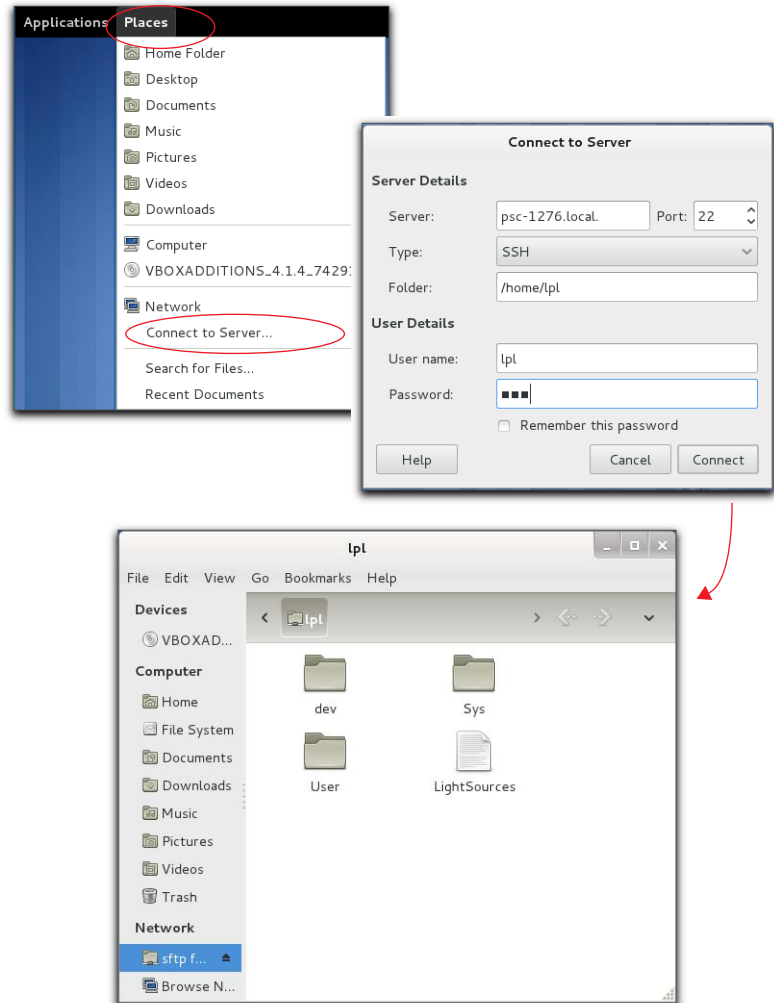 Applications Places
Home Folder
Desktop
Documents
Music
Pictures
Videos
Downloads
Computer
VBOXADDITIONS_4.1.4_74291
Network
Connect to Server...
Search for Files...
Recent Documents
Connect to Server
Server Details
Server: psc-1276.local. Port: 22
Type: SSH
Folder: /home/lpl
User Details
User name: lpl
Password:
Remember this password
Help Cancel Connect
lpl
File Edit View Go Bookmarks Help
Devices
VBOXAD...
Computer
Home
File System
Documents
Downloads
Music
Pictures
Videos
Trash
Network
sftp f...
Browse N...
lpl
dev Sys
User LightSources